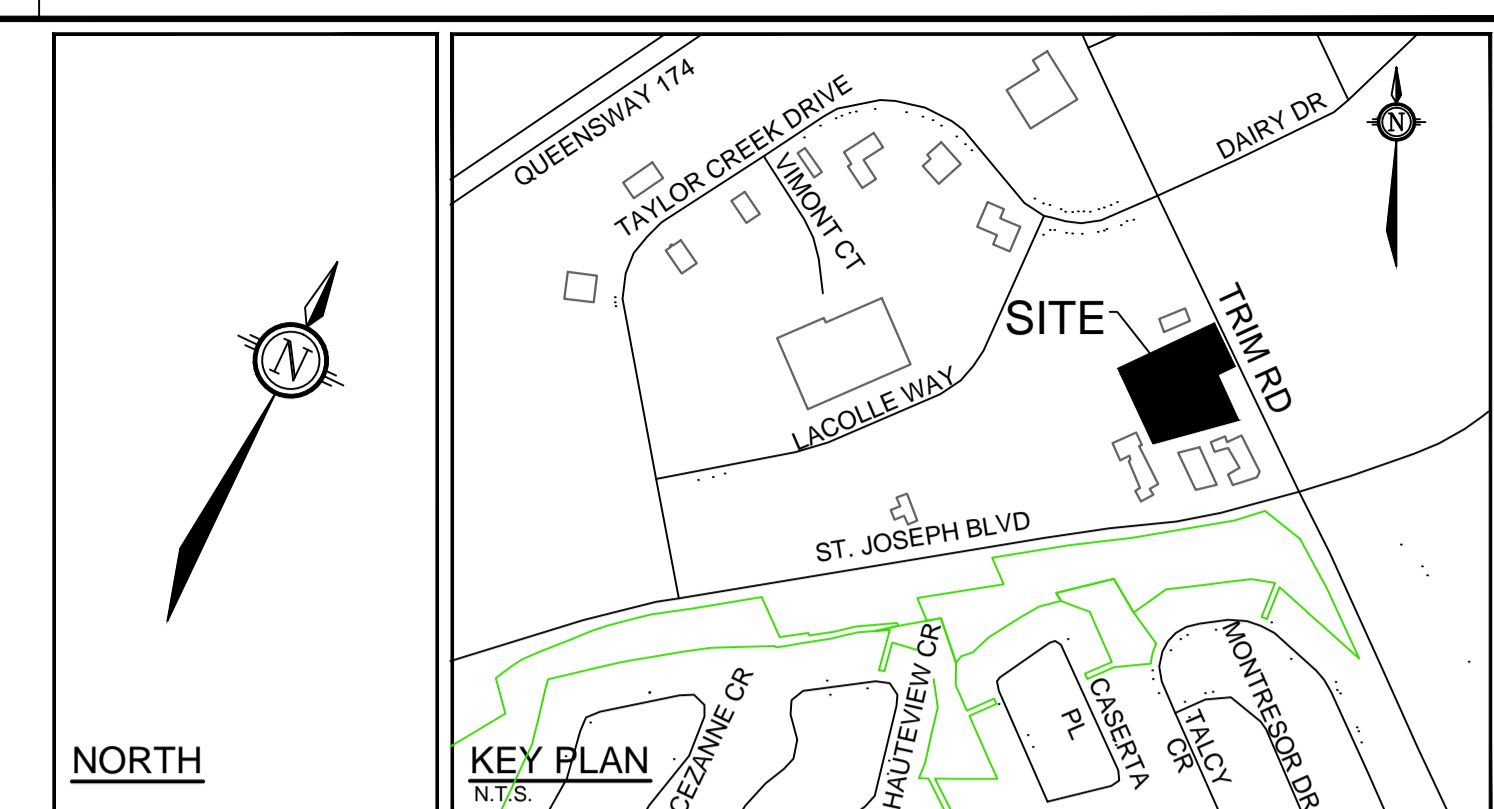 N
NORTH
QUEENSWAY 174
TAYLOR CREEK DRIVE
VIMONT CT
DAIRY DR
N
SITE
TRIM RD
LACOLLE WAY
ST. JOSEPH BLVD
CEZANNE CR
HAUTEVIEW CR
CASERTA
PL
TALCY
CR
MONTRESOR DR
KEY PLAN
N.T.S.